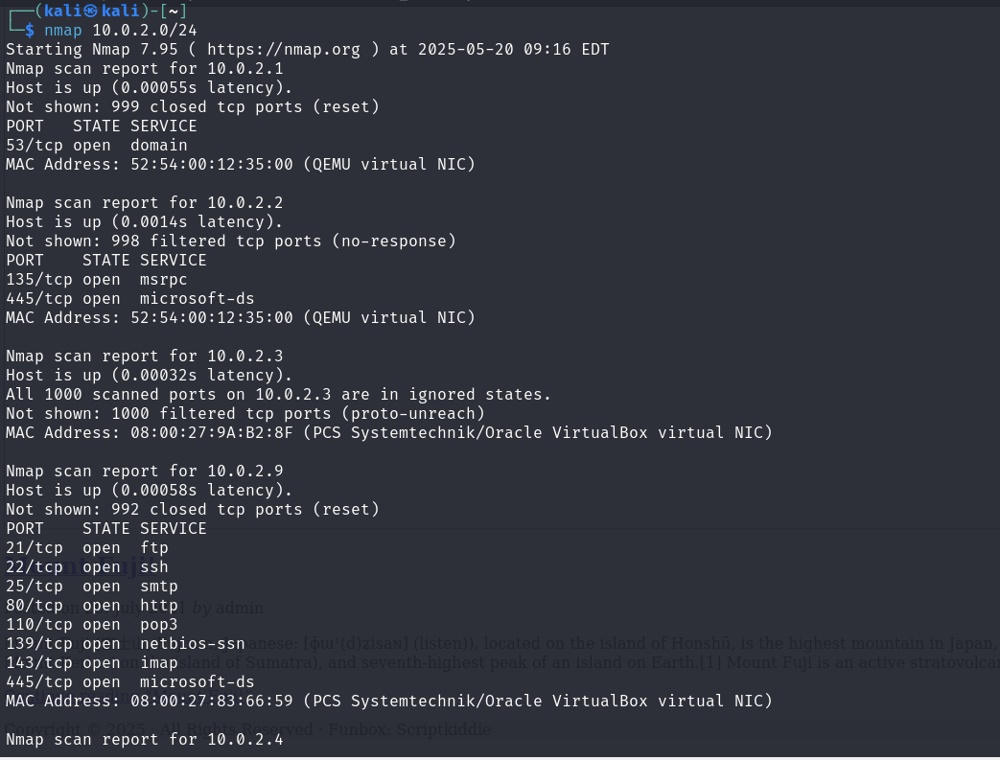 ┌──(kali㉿kali)-[~]
└─$ nmap 10.0.2.0/24
Starting Nmap 7.95 ( https://nmap.org ) at 2025-05-20 09:16 EDT
Nmap scan report for 10.0.2.1
Host is up (0.00055s latency).
Not shown: 999 closed tcp ports (reset)
PORT   STATE SERVICE
53/tcp open  domain
MAC Address: 52:54:00:12:35:00 (QEMU virtual NIC)

Nmap scan report for 10.0.2.2
Host is up (0.0014s latency).
Not shown: 998 filtered tcp ports (no-response)
PORT    STATE SERVICE
135/tcp open  msrpc
445/tcp open  microsoft-ds
MAC Address: 52:54:00:12:35:00 (QEMU virtual NIC)

Nmap scan report for 10.0.2.3
Host is up (0.00032s latency).
All 1000 scanned ports on 10.0.2.3 are in ignored states.
Not shown: 1000 filtered tcp ports (proto-unreach)
MAC Address: 08:00:27:9A:B2:8F (PCS Systemtechnik/Oracle VirtualBox virtual NIC)

Nmap scan report for 10.0.2.9
Host is up (0.00058s latency).
Not shown: 992 closed tcp ports (reset)
PORT    STATE SERVICE
21/tcp  open  ftp
22/tcp  open  ssh
25/tcp  open  smtp
80/tcp  open  http
by admin
110/tcp open  pop3
139/tcp open  netbios-ssn
(listen)), located on the island of Honshū, is the highest mountain in Japan,
143/tcp open  imap
island of Sumatra), and seventh-highest peak of an island on Earth.[1] Mount Fuji is an active stratovolca
445/tcp open  microsoft-ds
MAC Address: 08:00:27:83:66:59 (PCS Systemtechnik/Oracle VirtualBox virtual NIC)
Copyright © 2025 · All Rights Reserved · Funbox: Scriptkiddie
Nmap scan report for 10.0.2.4